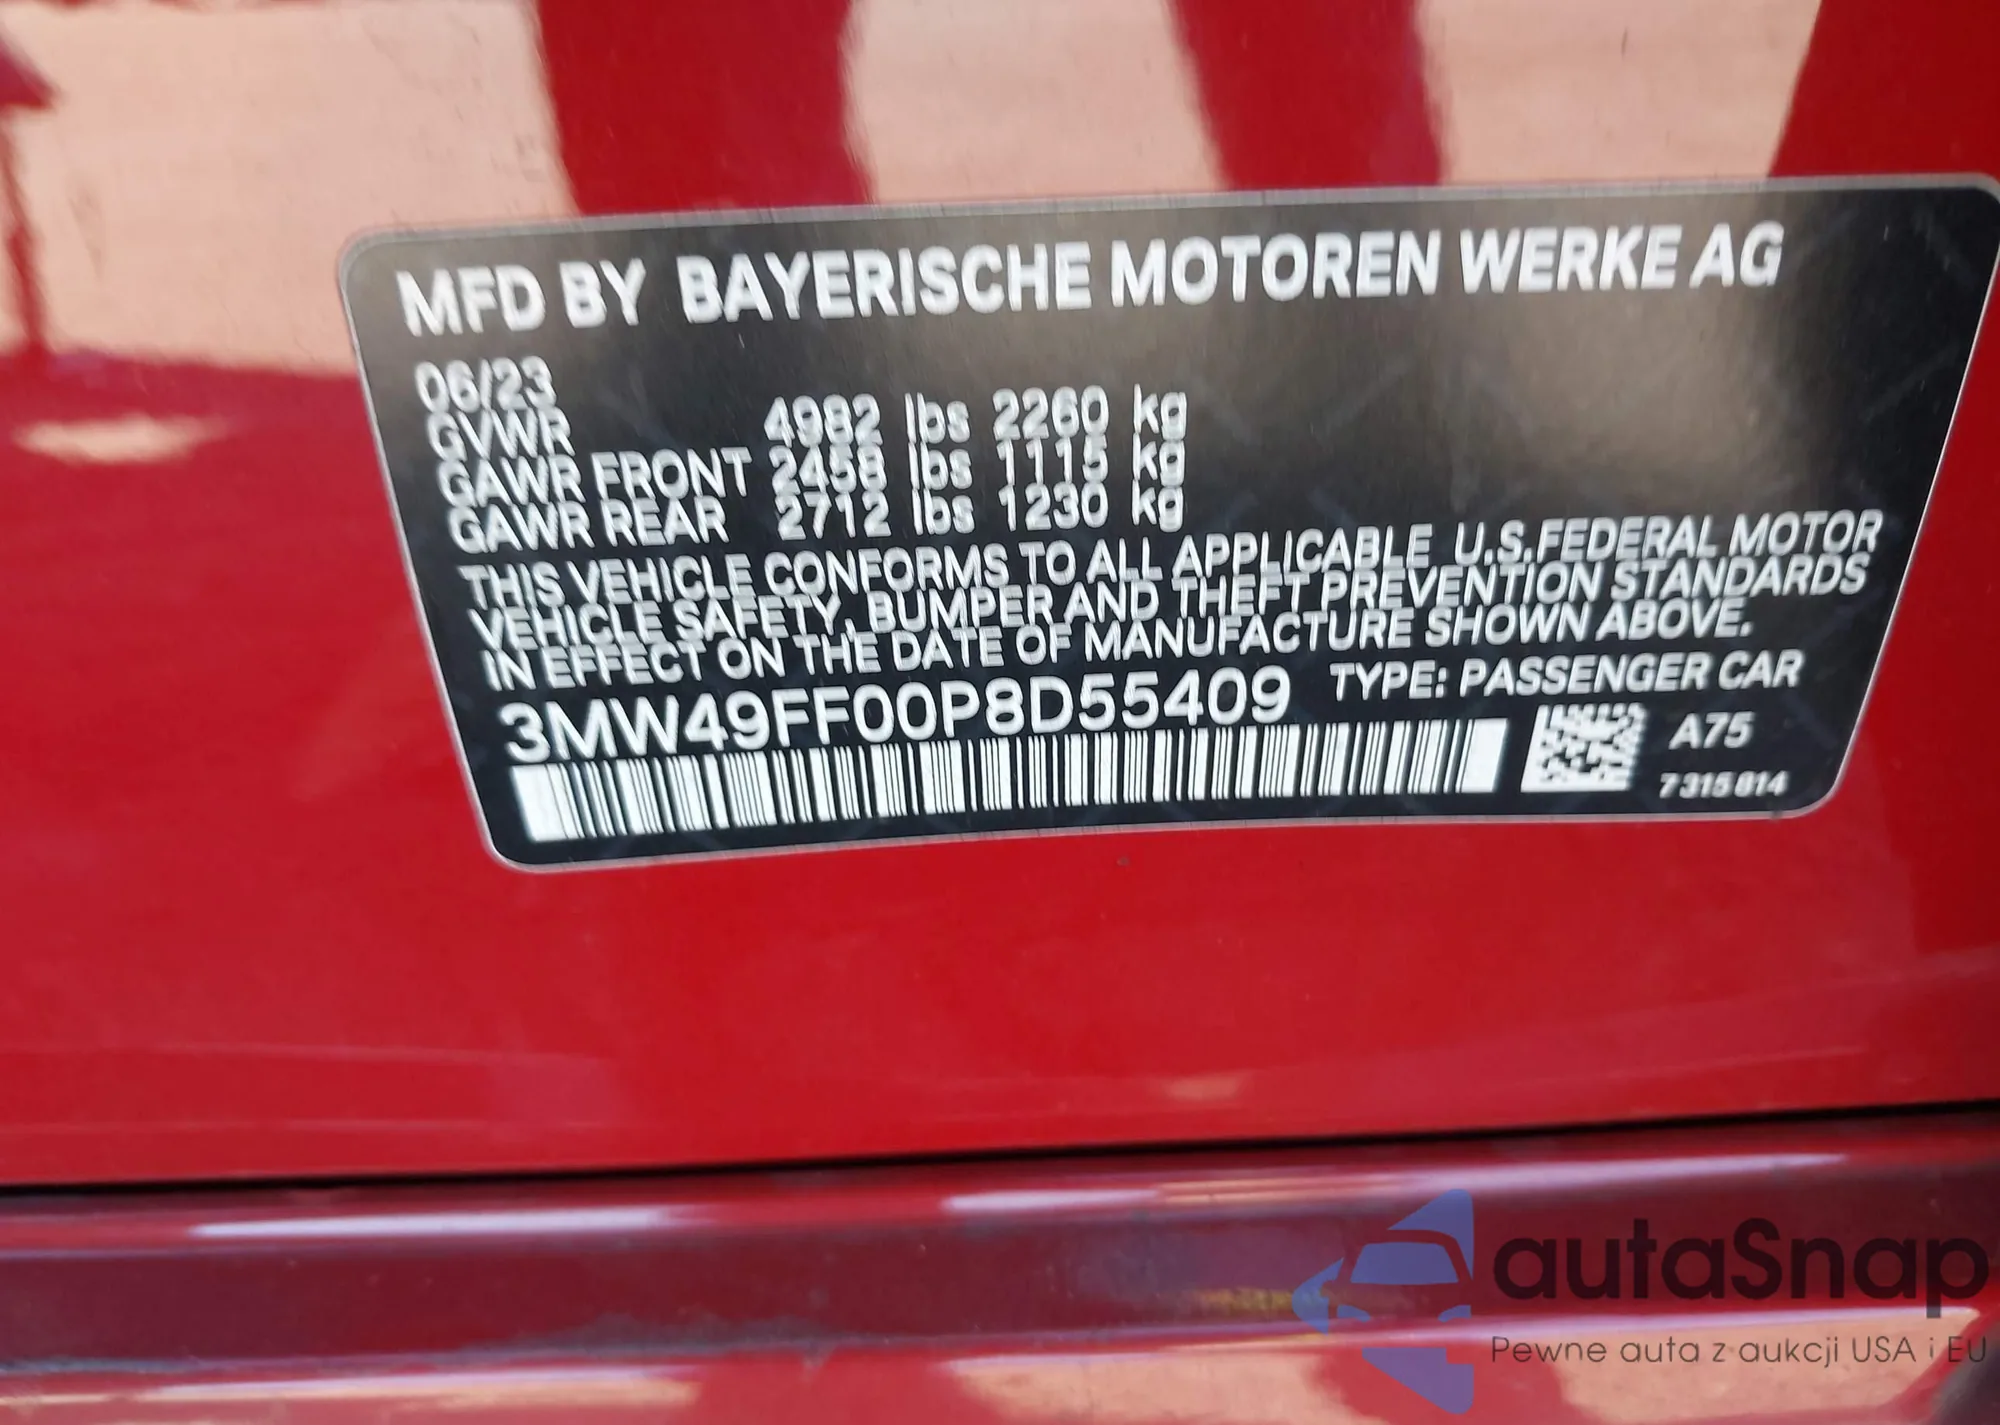 MFD BY BAYERISCHE MOTOREN WERKE AG
06/23
GVWR 4982 lbs 2260 kg
GAWR FRONT 2458 lbs 1115 kg
GAWR REAR 2712 lbs 1230 kg
THIS VEHICLE CONFORMS TO ALL APPLICABLE U.S.FEDERAL MOTOR
VEHICLE SAFETY, BUMPER AND THEFT PREVENTION STANDARDS
IN EFFECT ON THE DATE OF MANUFACTURE SHOWN ABOVE.
3MW49FF00P8D55409 TYPE: PASSENGER CAR
A75
7315814
autaSnap
Pewne auta z aukcji USA i EU